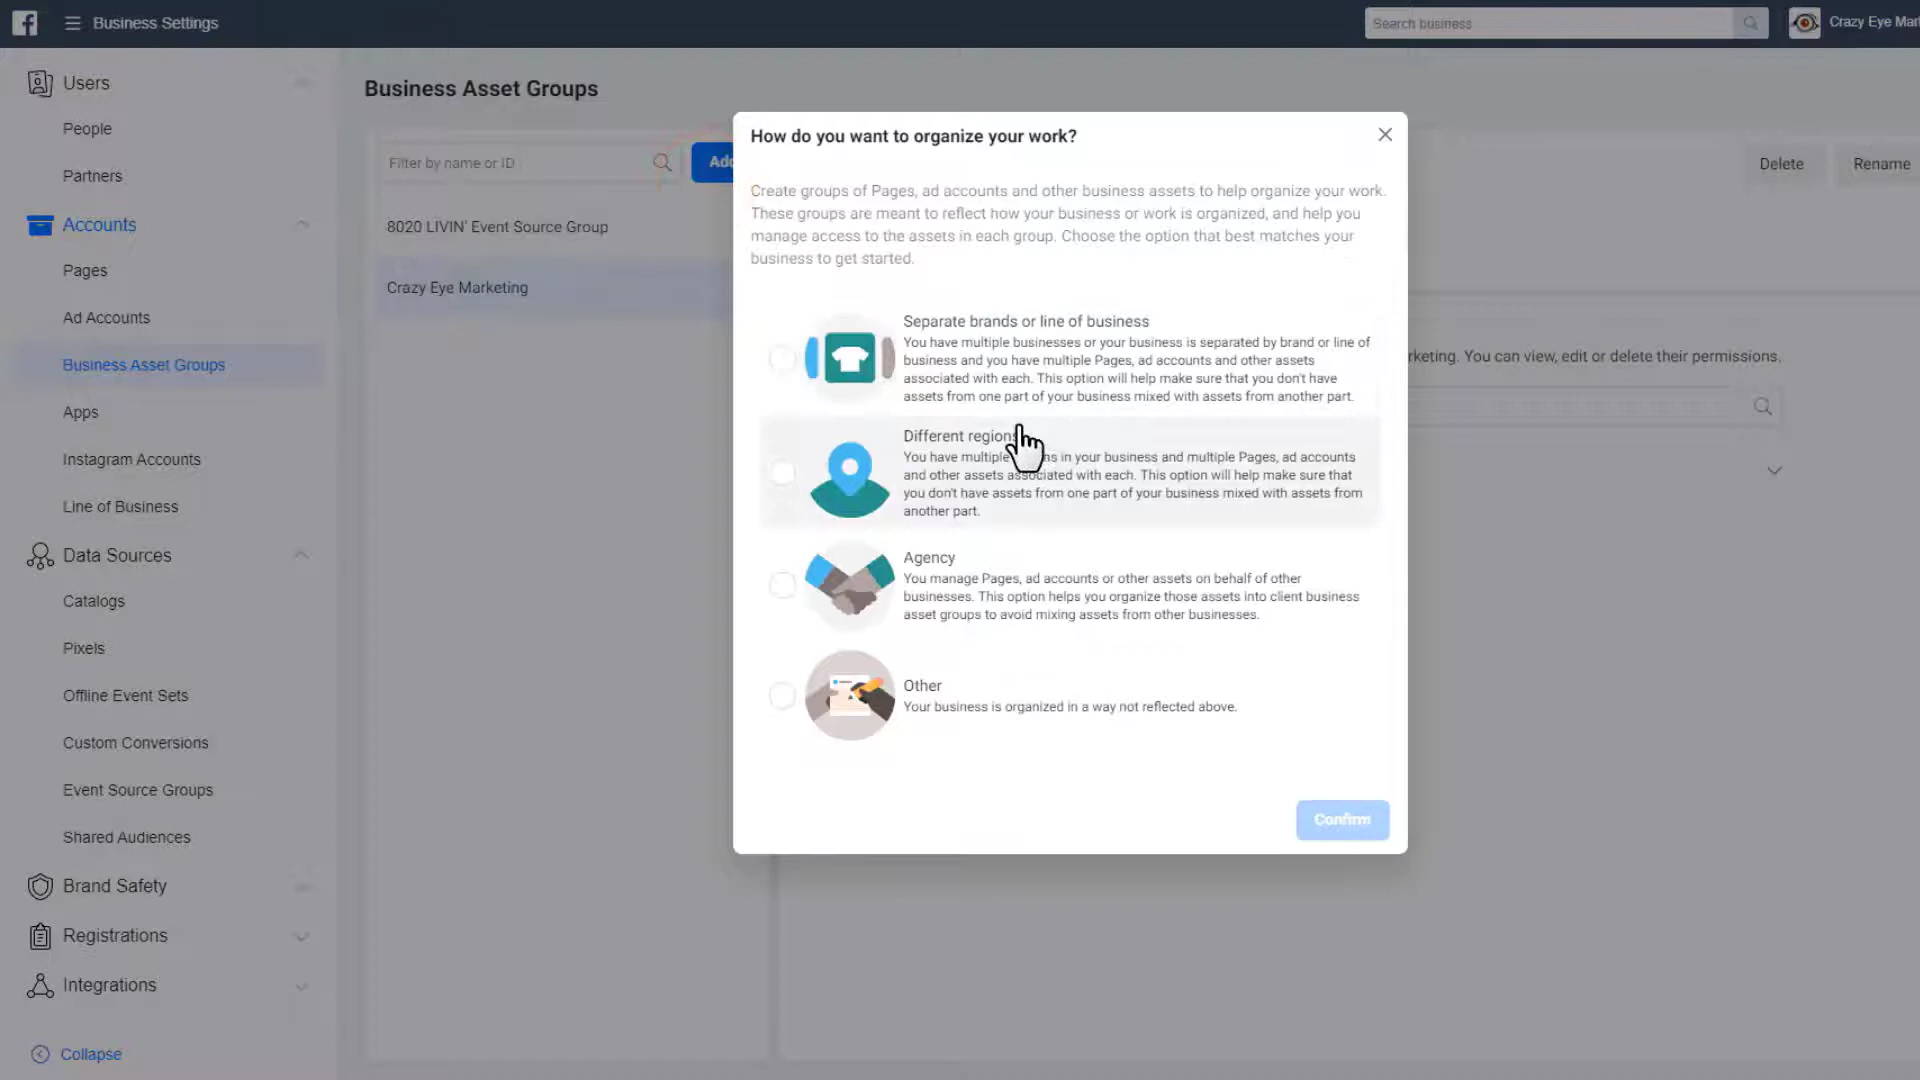 Business Settings
Search business
Crazy Eye Mar
Users
People
Partners
Accounts
Pages
Ad Accounts
Business Asset Groups
Apps
Instagram Accounts
Line of Business
Data Sources
Catalogs
Pixels
Offline Event Sets
Custom Conversions
Event Source Groups
Shared Audiences
Brand Safety
Registrations
Integrations
Collapse
Business Asset Groups
Filter by name or ID
Add
8020 LIVIN' Event Source Group
Crazy Eye Marketing
How do you want to organize your work?
Create groups of Pages, ad accounts and other business assets to help organize your work.
These groups are meant to reflect how your business or work is organized, and help you
manage access to the assets in each group. Choose the option that best matches your
business to get started.
Separate brands or line of business
You have multiple businesses or your business is separated by brand or line of
business and you have multiple Pages, ad accounts and other assets
associated with each. This option will help make sure that you don't have
assets from one part of your business mixed with assets from another part.
Different regions
You have multiple ns in your business and multiple Pages, ad accounts
and other assets associated with each. This option will help make sure that
you don't have assets from one part of your business mixed with assets from
another part.
Agency
You manage Pages, ad accounts or other assets on behalf of other
businesses. This option helps you organize those assets into client business
asset groups to avoid mixing assets from other businesses.
Other
Your business is organized in a way not reflected above.
Confirm
Delete
Rename
rketing. You can view, edit or delete their permissions.